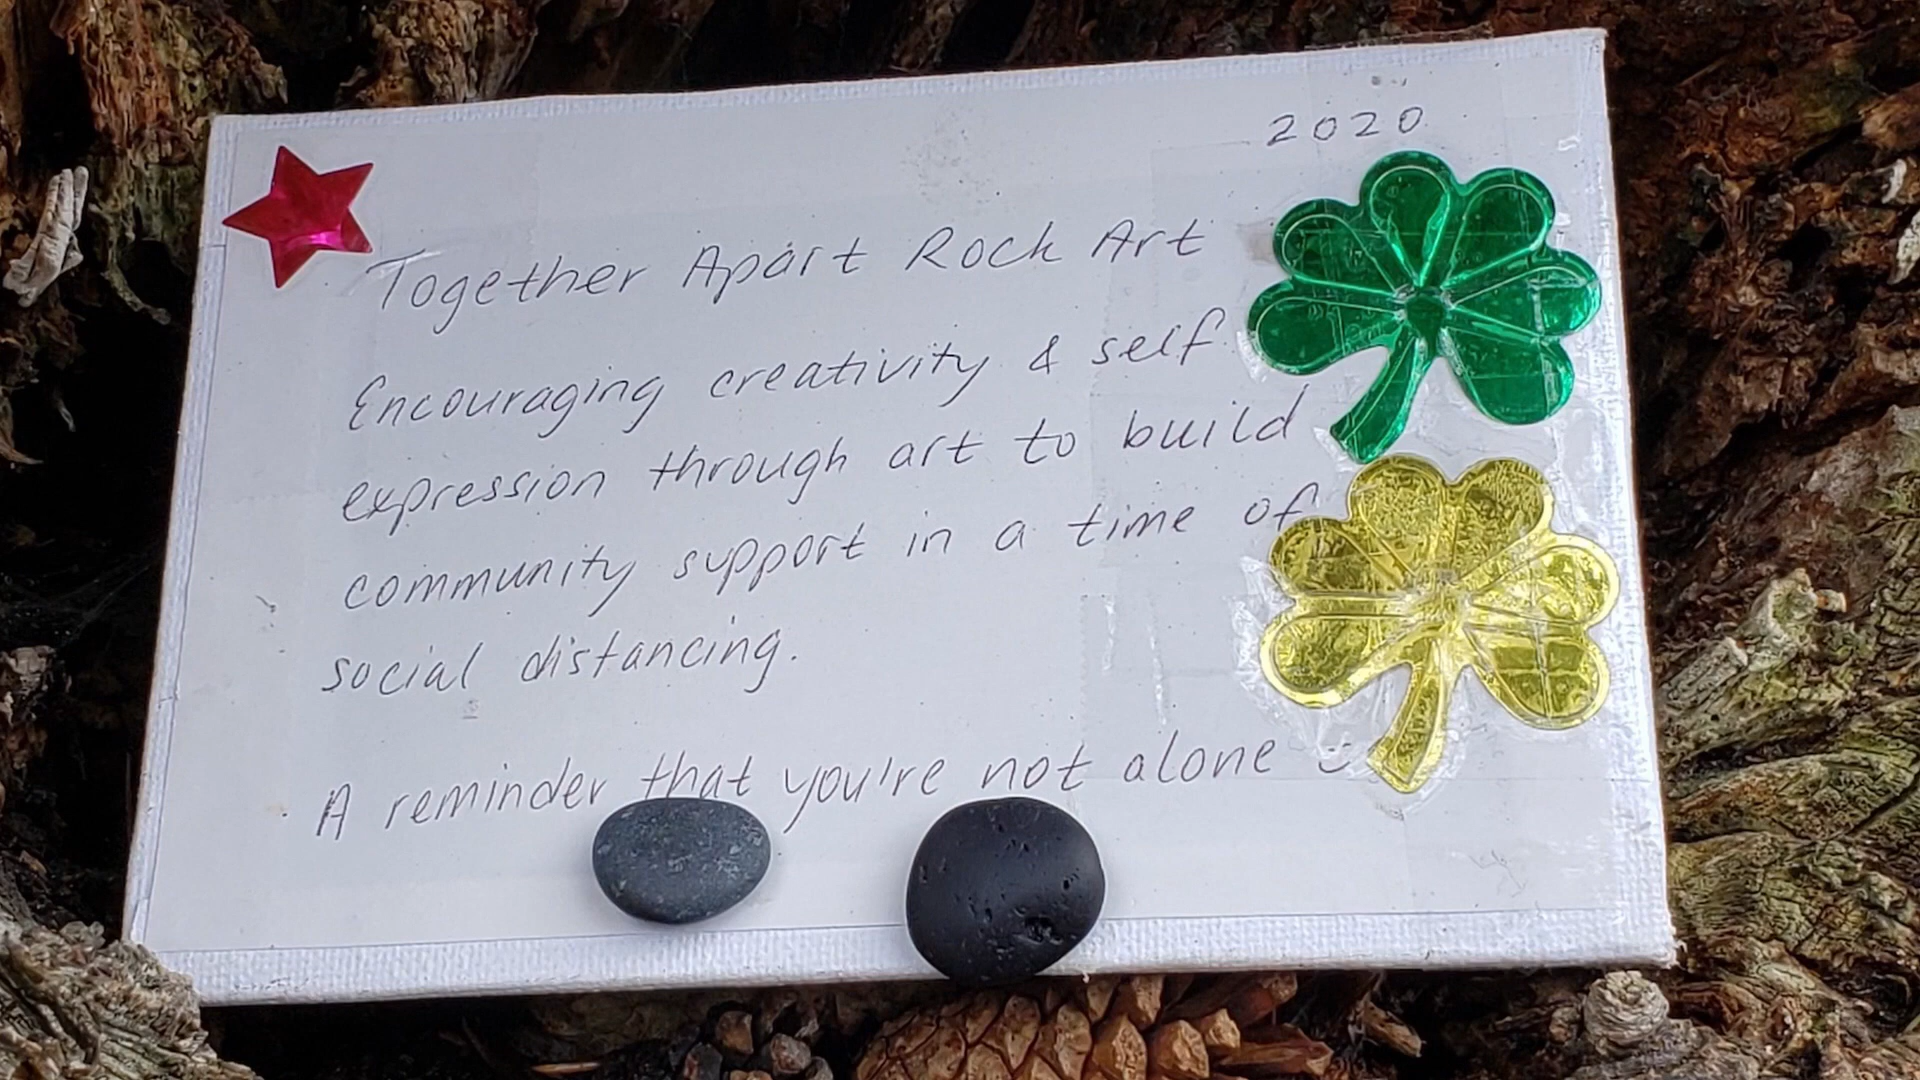 2020
Together Apart Rock Art
Encouraging creativity & self
expression through art to build
community support in a time of
social distancing.
A reminder that you're not alone :)